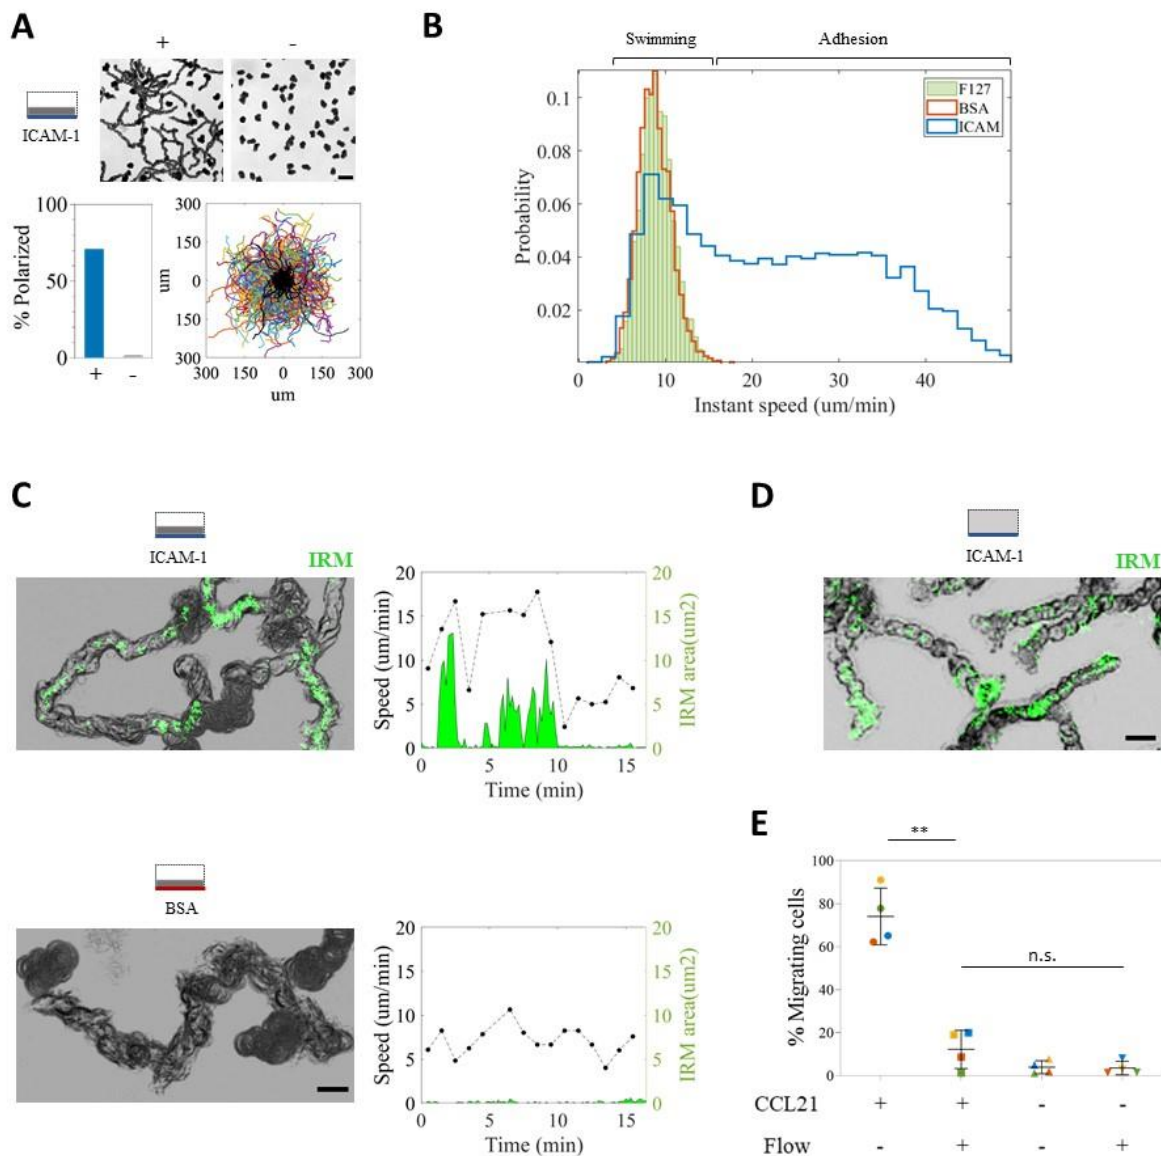 A
+ -
ICAM-1
100
50
0
% Polarized
+ -
300
150
0
150
300
um
300 150 0 150 300
um
B
Swimming
Adhesion
F127
BSA
ICAM
0.1
0.08
0.06
0.04
0.02
Probability
0 10 20 30 40
Instant speed (um/min)
C
ICAM-1
IRM
20
15
10
5
0
Speed (um/min)
20
15
10
5
0
IRM area(um2)
0 5 10 15
Time (min)
BSA
20
15
10
5
0
Speed (um/min)
20
15
10
5
0
IRM area(um2)
0 5 10 15
Time (min)
D
ICAM-1
IRM
E
**
n.s.
100
80
60
40
20
0
% Migrating cells
CCL21 + + - -
Flow - + - +